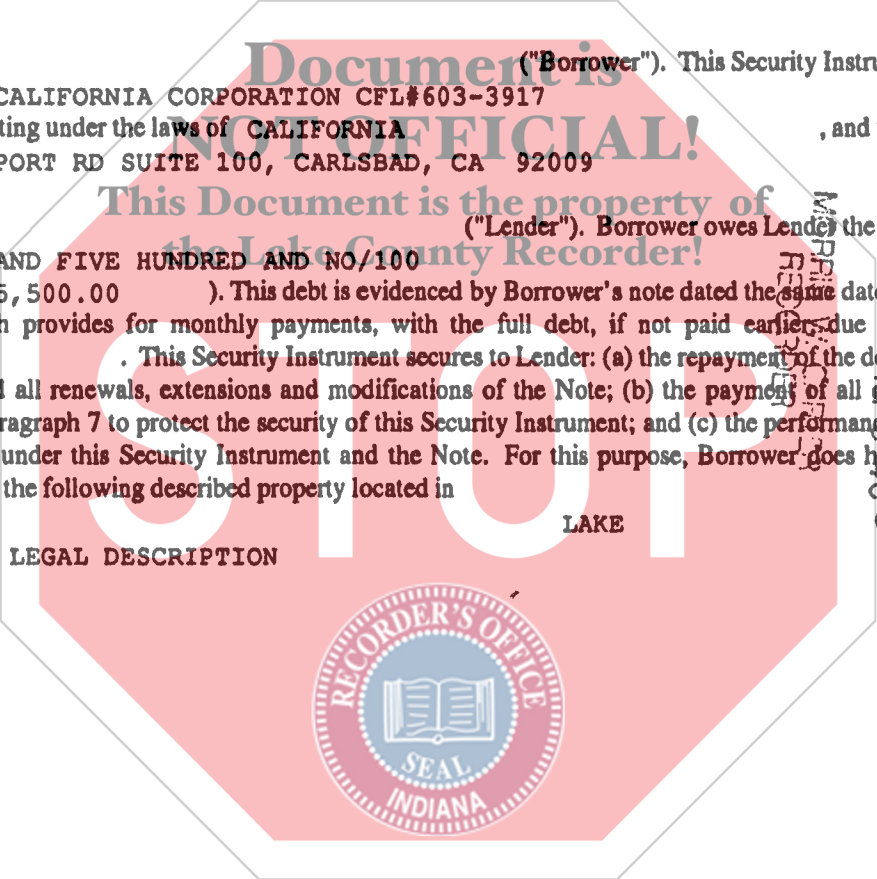 Document is
("Borrower"). This Security Instru
CALIFORNIA CORPORATION CFL#603-3917
ting under the laws of CALIFORNIA , and
NOT OFFICIAL!
PORT RD SUITE 100, CARLSBAD, CA 92009
This Document is the property of
("Lender"). Borrower owes Lender the
the Lake County Recorder!
AND FIVE HUNDRED AND NO/100
5,500.00 ). This debt is evidenced by Borrower's note dated the same dat
h provides for monthly payments, with the full debt, if not paid earlier, due
. This Security Instrument secures to Lender: (a) the repayment of the d
l all renewals, extensions and modifications of the Note; (b) the payment of all
ragraph 7 to protect the security of this Security Instrument; and (c) the performan
under this Security Instrument and the Note. For this purpose, Borrower does h
the following described property located in
STOP
LAKE
LEGAL DESCRIPTION
RECORDER'S OFFICE
SEAL
INDIANA
RECORDER